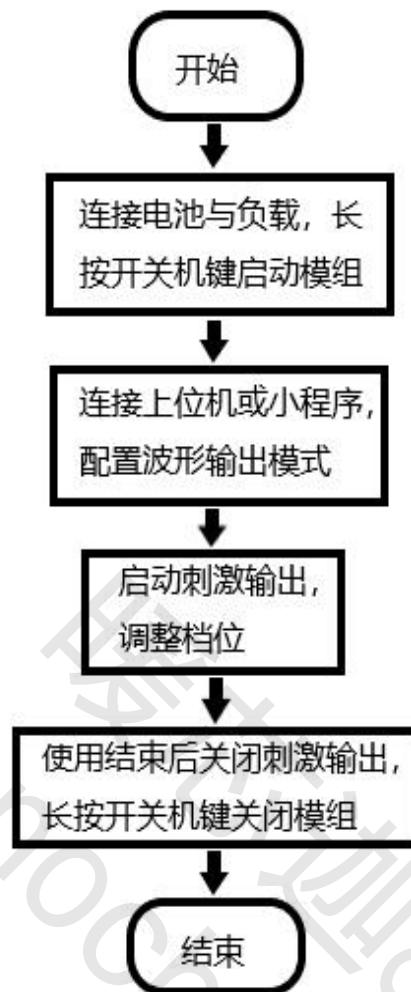 开始
连接电池与负载，长
按开关机键启动模组
连接上位机或小程序，
配置波形输出模式
启动刺激输出，
调整档位
使用结束后关闭刺激输出，
长按开关机键关闭模组
结束